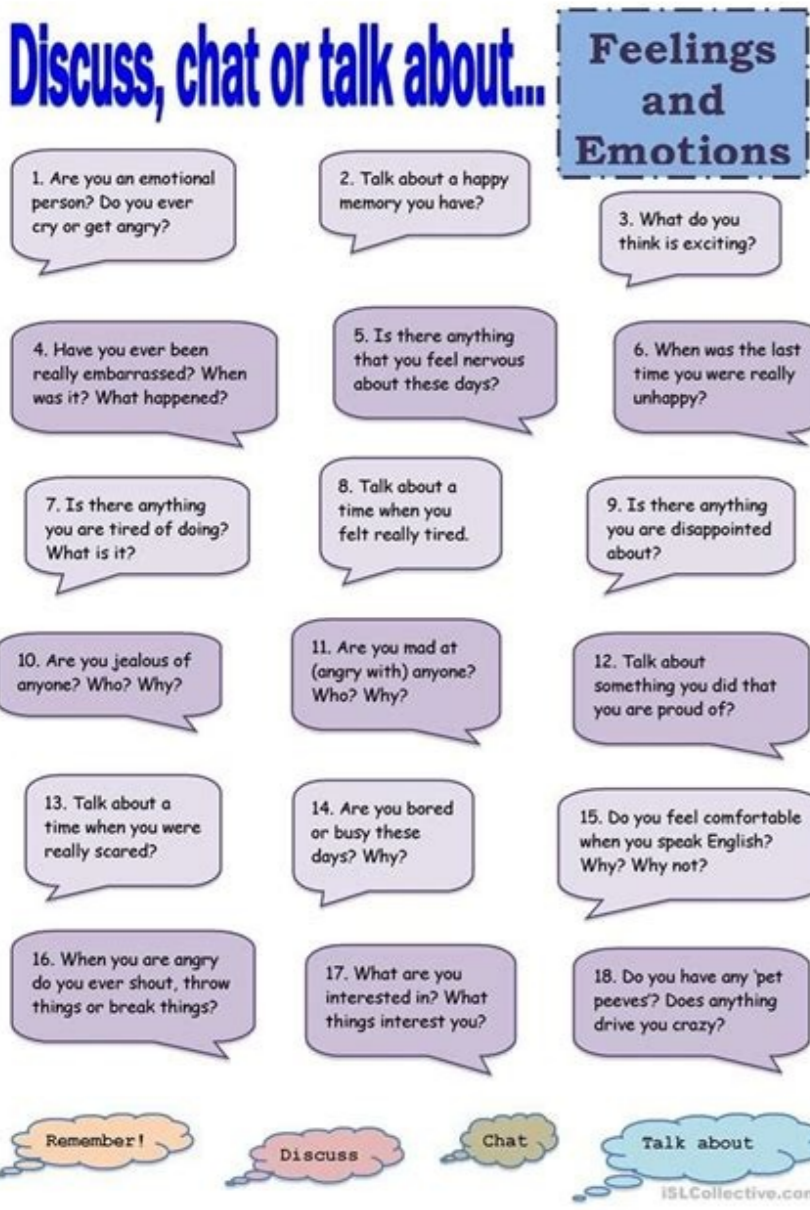 Discuss, chat or talk about...
Feelings
and
Emotions
1. Are you an emotional
person? Do you ever
cry or get angry?
2. Talk about a happy
memory you have?
3. What do you
think is exciting?
4. Have you ever been
really embarrassed? When
was it? What happened?
5. Is there anything
that you feel nervous
about these days?
6. When was the last
time you were really
unhappy?
7. Is there anything
you are tired of doing?
What is it?
8. Talk about a
time when you
felt really tired.
9. Is there anything
you are disappointed
about?
10. Are you jealous of
anyone? Who? Why?
11. Are you mad at
(angry with) anyone?
Who? Why?
12. Talk about
something you did that
you are proud of?
13. Talk about a
time when you were
really scared?
14. Are you bored
or busy these
days? Why?
15. Do you feel comfortable
when you speak English?
Why? Why not?
16. When you are angry
do you ever shout, throw
things or break things?
17. What are you
interested in? What
things interest you?
18. Do you have any 'pet
peeves'? Does anything
drive you crazy?
Remember!
Discuss
Chat
Talk about
iSLCollective.com